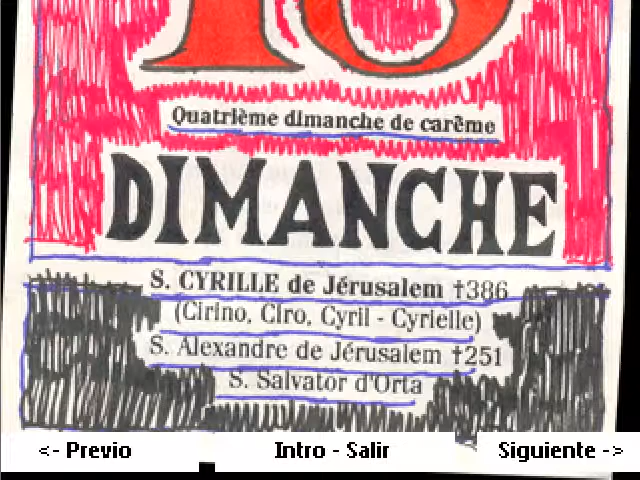 18
Quatrième dimanche de carême
DIMANCHE
S. CYRILLE de Jérusalem †386
(Cirino, Ciro, Cyril - Cyrielle)
S. Alexandre de Jérusalem †251
S. Salvator d'Orta
<- Previo Intro - Salir Siguiente ->